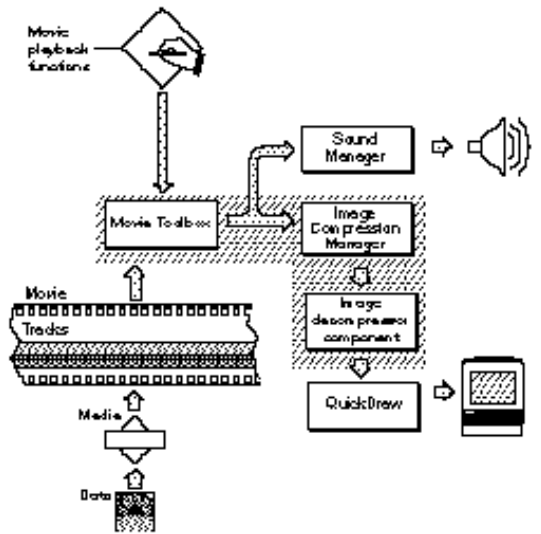 Movie
playback
functions
Sound
Manager
Movie Toolbox
Image
Compression
Manager
Movie
Tracks
Image
decompressor
component
QuickDraw
Media
Data